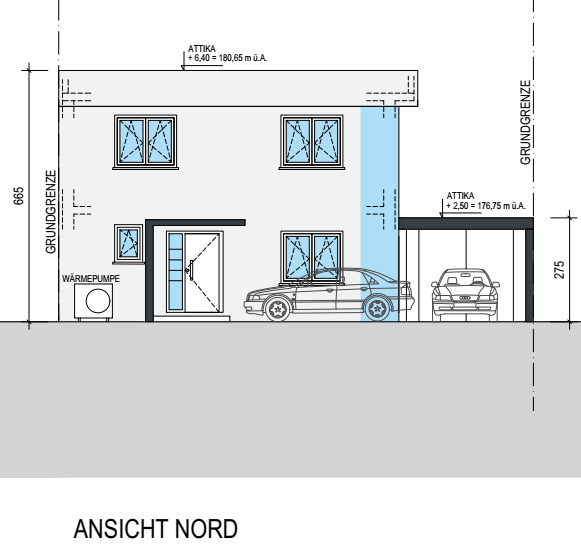 ATTIKA
+ 6,40 = 180,65 m ü.A.
GRUNDGRENZE
665
GRUNDGRENZE
ATTIKA
+ 2,50 = 176,75 m ü.A.
275
WÄRMEPUMPE
ANSICHT NORD